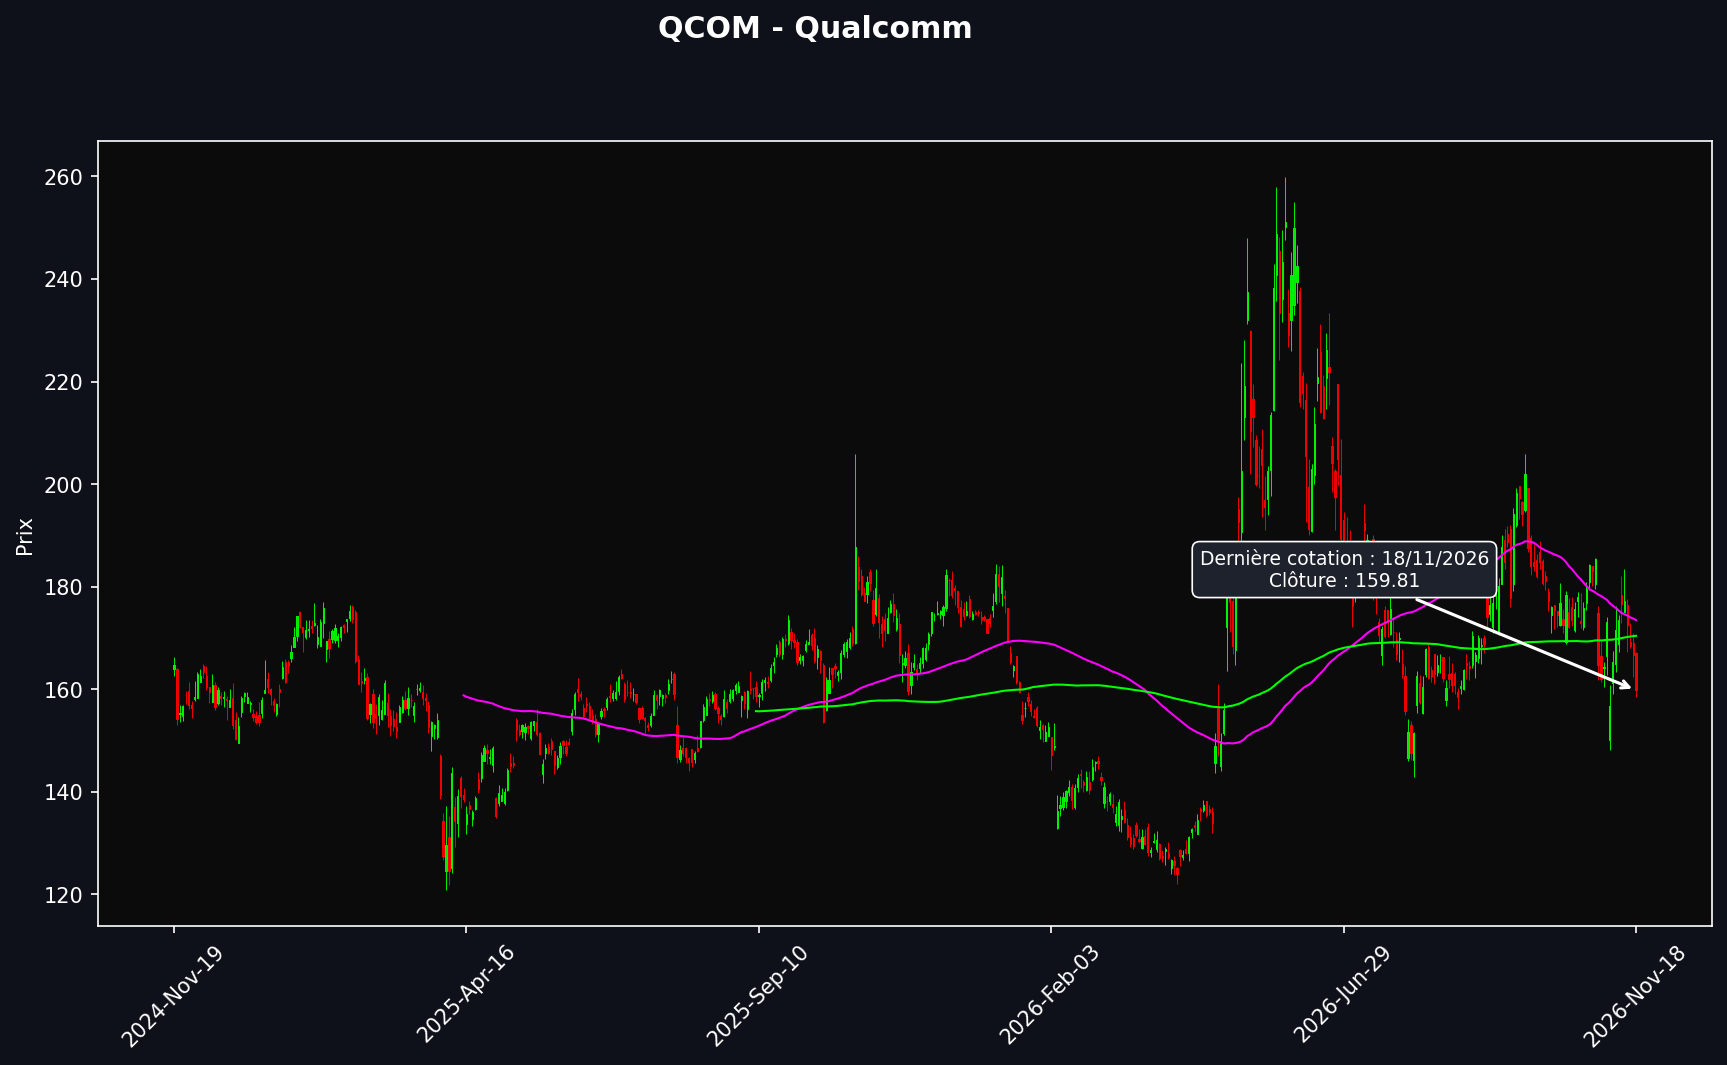 QCOM - Qualcomm
Prix
260
240
220
200
180
160
140
120
Dernière cotation : 18/11/2026
Clôture : 159.81
2024-Nov-19
2025-Apr-16
2025-Sep-10
2026-Feb-03
2026-Jun-29
2026-Nov-18